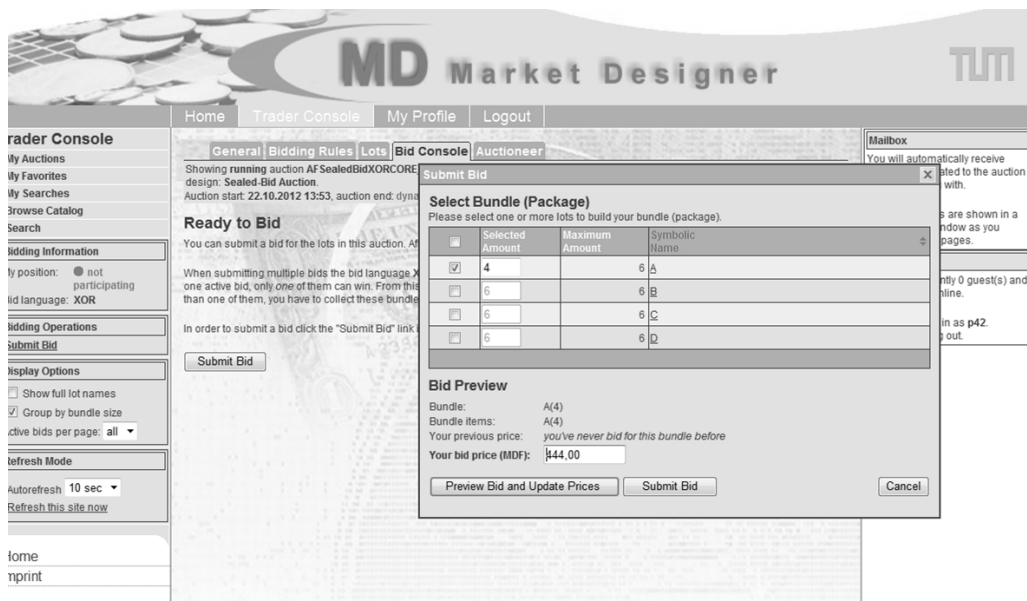 MD Market Designer
TUM
Home Trader Console My Profile Logout
rader Console
My Auctions
My Favorites
My Searches
Browse Catalog
Search
Bidding Information
My position: not participating
Bid language: XOR
Bidding Operations
Submit Bid
Display Options
Show full lot names
Group by bundle size
ctive bids per page: all
Refresh Mode
Autorefresh 10 sec
Refresh this site now
Home
mprint
General Bidding Rules Lots Bid Console Auctioneer
Showing running auction AFSealedBidXORCORE
design: Sealed-Bid Auction.
Auction start: 22.10.2012 13:53, auction end: dyna
Ready to Bid
You can submit a bid for the lots in this auction. Af
When submitting multiple bids the bid language X
one active bid, only one of them can win. From this
than one of them, you have to collect these bundle
In order to submit a bid click the "Submit Bid" link i
Submit Bid
Submit Bid
Select Bundle (Package)
Please select one or more lots to build your bundle (package).
Selected Amount Maximum Amount Symbolic Name
4 6 A
6 6 B
6 6 C
6 6 D
Bid Preview
Bundle: A(4)
Bundle items: A(4)
Your previous price: you've never bid for this bundle before
Your bid price (MDF): 444,00
Preview Bid and Update Prices Submit Bid Cancel
Mailbox
You will automatically receive
ated to the auction
with.
s are shown in a
ndow as you
pages.
ntly 0 guest(s) and
nline.
in as p42.
g out.